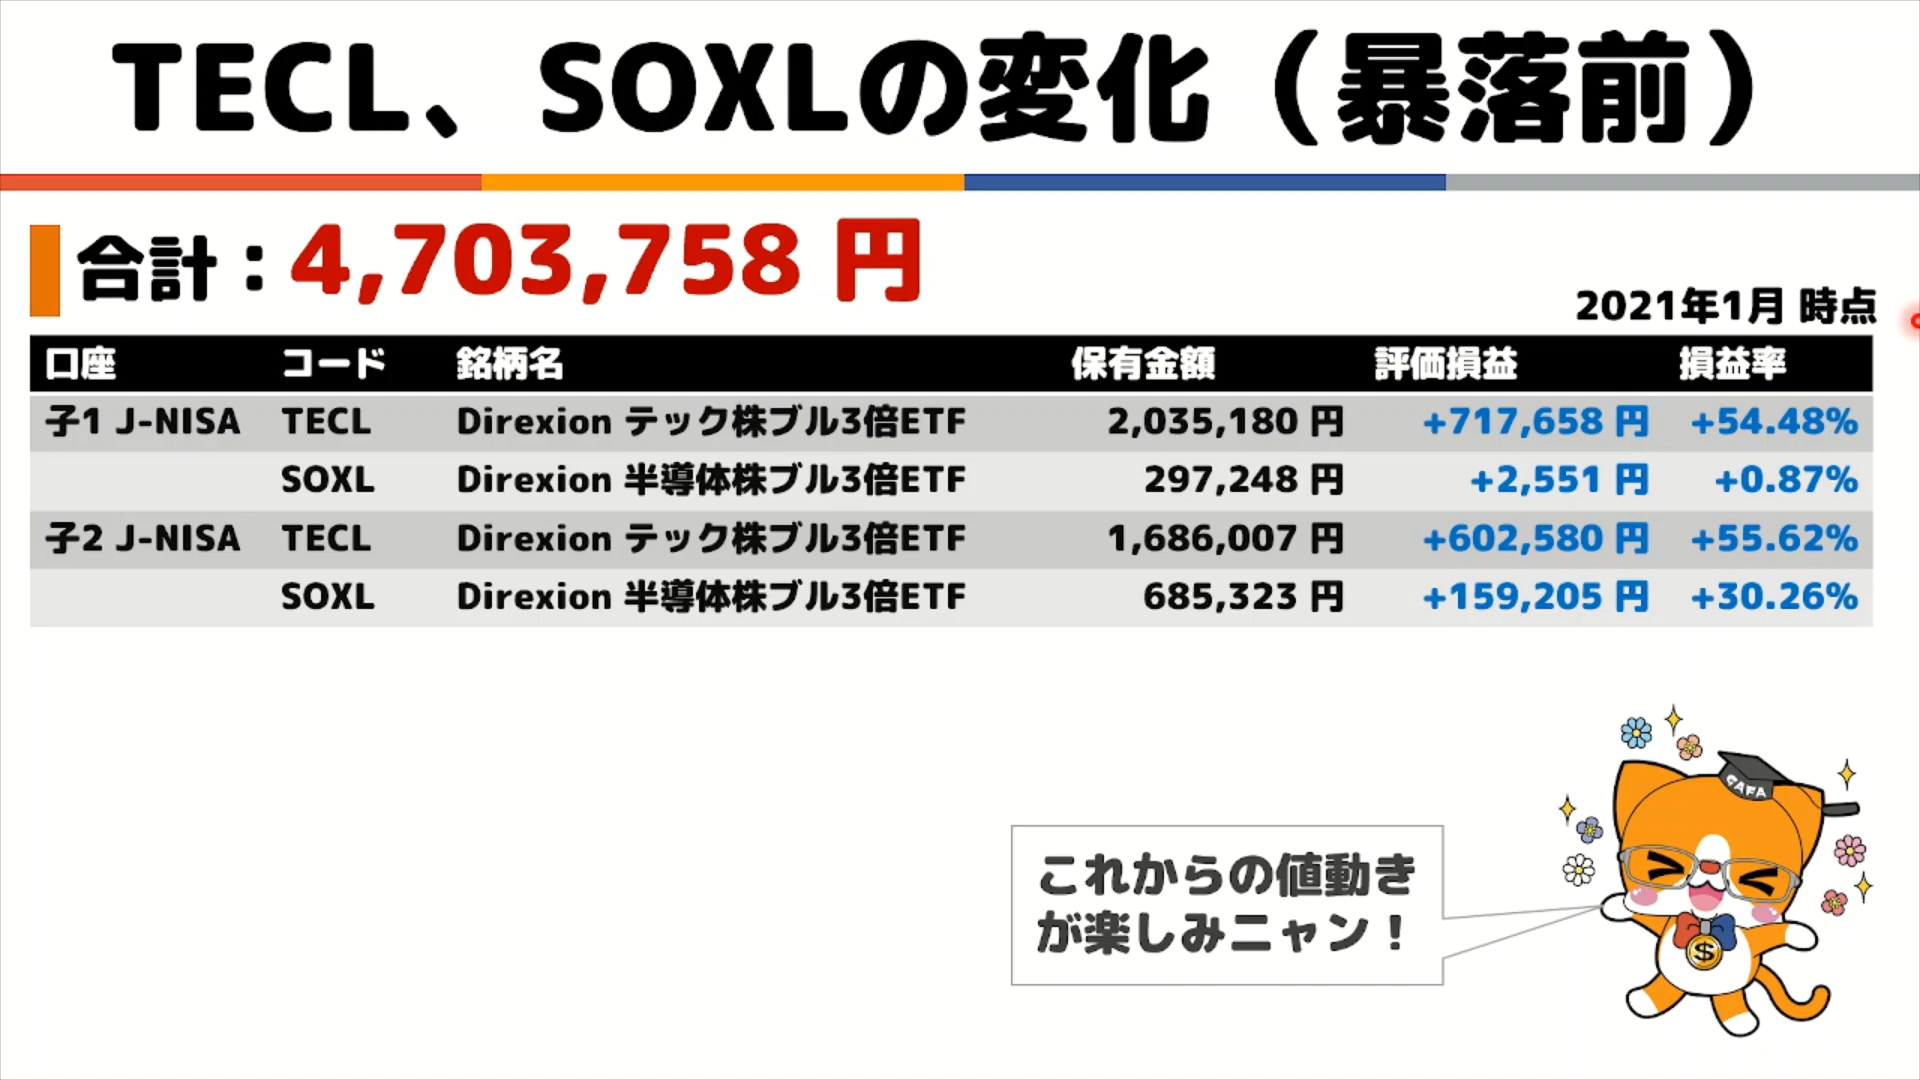 TECL、SOXLの変化（暴落前）
合計：4,703,758 円
2021年1月 時点
口座 コード 銘柄名 保有金額 評価損益 損益率
子1 J-NISA TECL Direxion テック株ブル3倍ETF 2,035,180 円 +717,658 円 +54.48%
SOXL Direxion 半導体株ブル3倍ETF 297,248 円 +2,551 円 +0.87%
子2 J-NISA TECL Direxion テック株ブル3倍ETF 1,686,007 円 +602,580 円 +55.62%
SOXL Direxion 半導体株ブル3倍ETF 685,323 円 +159,205 円 +30.26%
GAFA
これからの値動き
が楽しみニャン！
$